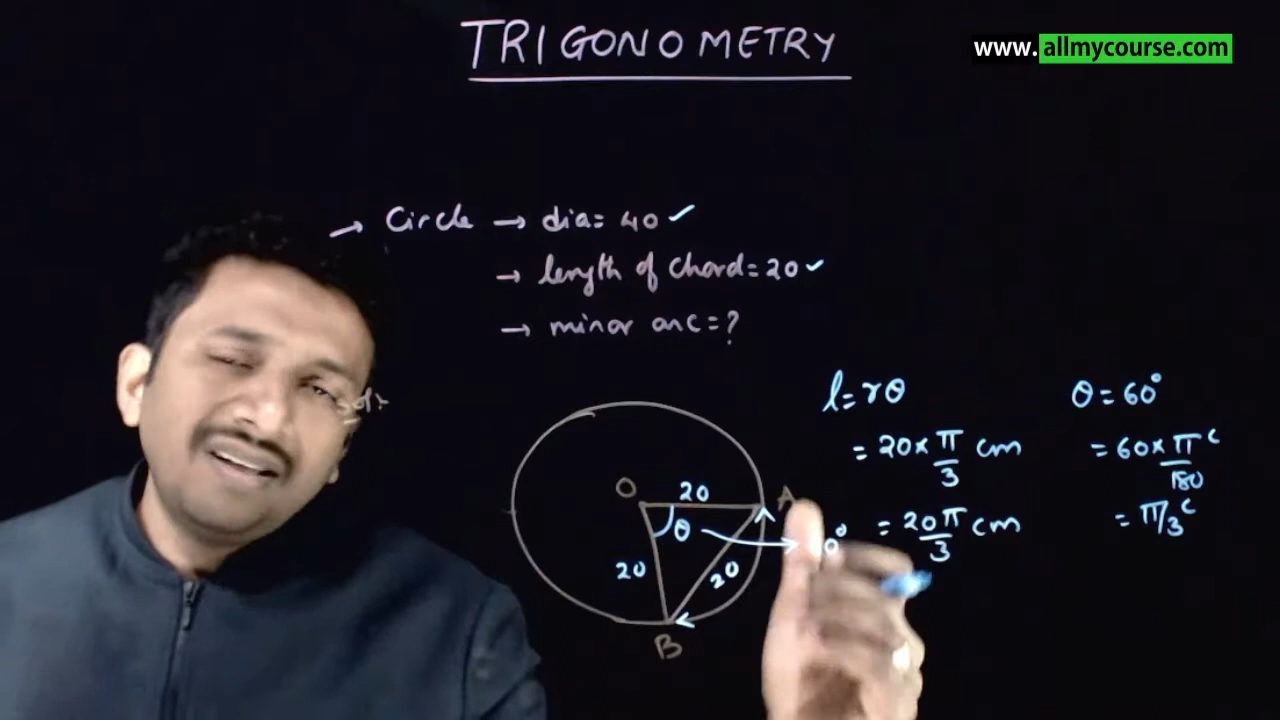 TRIGONOMETRY
www.allmycourse.com
→ Circle → dia = 40 ✓
→ length of chord = 20 ✓
→ minor arc = ?
l = rθ
= 20 × π/3 cm
= 20π/3 cm
θ = 60°
= 60 × π/180 ᶜ
= π/3 ᶜ
O
20
A
θ
20
20
B